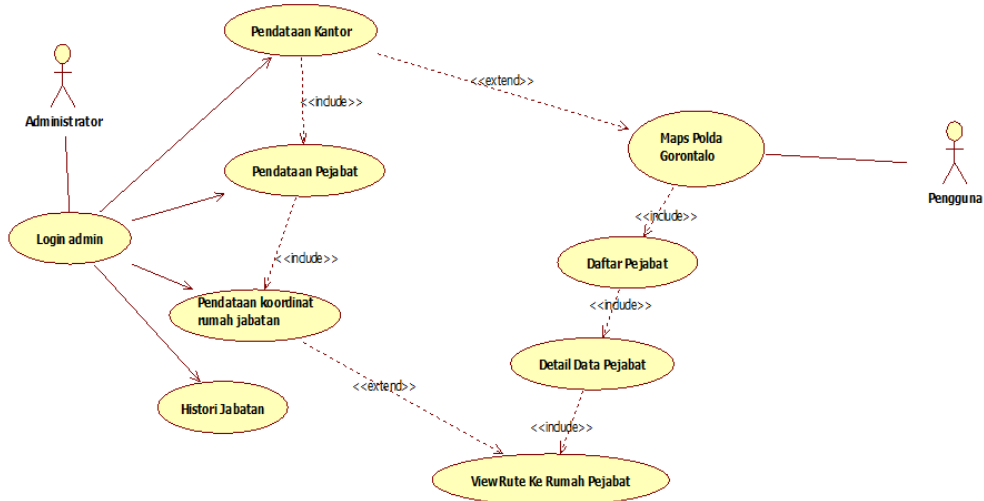 Pendataan Kantor
<<extend>>
Administrator
<<include>>
Maps Polda
Gorontalo
Pendataan Pejabat
Pengguna
<<include>>
Login admin
<<include>>
Daftar Pejabat
Pendataan koordinat
rumah jabatan
<<include>>
Detail Data Pejabat
<<extend>>
Histori Jabatan
<<include>>
View Rute Ke Rumah Pejabat